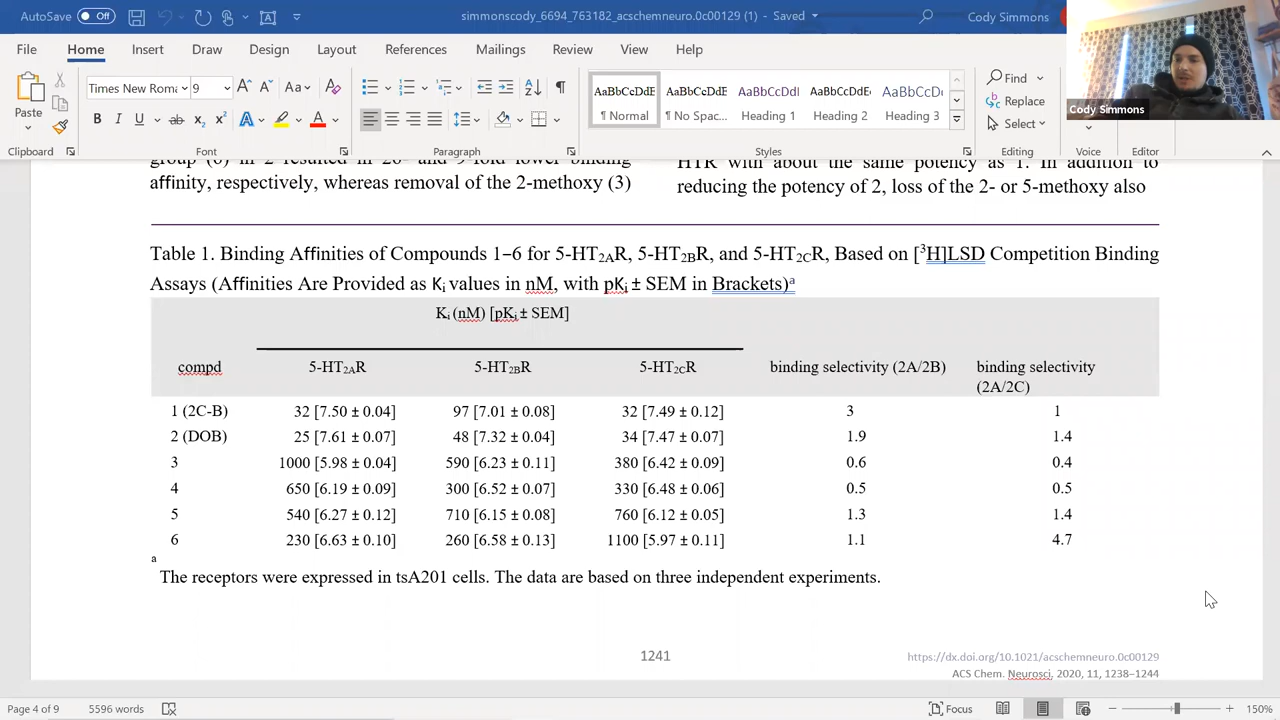 AutoSave Off simmonscody_6694_763182_acschemneuro.0c00129 (1) - Saved Cody Simmons
File Home Insert Draw Design Layout References Mailings Review View Help
Times New Roma 9 Aa
Paste
B I U ab x₂ x² A A
Clipboard Font Paragraph Styles Voice Editor
AaBbCcDdE AaBbCcDdE AaBbCcDdI AaBbCcDdE AaBbCcDdI
¶ Normal ¶ No Spac... Heading 1 Heading 2 Heading 3
Find
Replace
Select
Cody Simmons
affinity, respectively, whereas removal of the 2-methoxy (3)
HTR with about the same potency as 1. In addition to
reducing the potency of 2, loss of the 2- or 5-methoxy also
Table 1. Binding Affinities of Compounds 1–6 for 5-HT2AR, 5-HT2BR, and 5-HT2CR, Based on [³H]LSD Competition Binding
Assays (Affinities Are Provided as Ki values in nM, with pKi ± SEM in Brackets)ᵃ
Ki (nM) [pKi ± SEM]
compd 5-HT2AR 5-HT2BR 5-HT2CR binding selectivity (2A/2B) binding selectivity
(2A/2C)
1 (2C-B) 32 [7.50 ± 0.04] 97 [7.01 ± 0.08] 32 [7.49 ± 0.12] 3 1
2 (DOB) 25 [7.61 ± 0.07] 48 [7.32 ± 0.04] 34 [7.47 ± 0.07] 1.9 1.4
3 1000 [5.98 ± 0.04] 590 [6.23 ± 0.11] 380 [6.42 ± 0.09] 0.6 0.4
4 650 [6.19 ± 0.09] 300 [6.52 ± 0.07] 330 [6.48 ± 0.06] 0.5 0.5
5 540 [6.27 ± 0.12] 710 [6.15 ± 0.08] 760 [6.12 ± 0.05] 1.3 1.4
6 230 [6.63 ± 0.10] 260 [6.58 ± 0.13] 1100 [5.97 ± 0.11] 1.1 4.7
a
The receptors were expressed in tsA201 cells. The data are based on three independent experiments.
1241
https://dx.doi.org/10.1021/acschemneuro.0c00129
ACS Chem. Neurosci. 2020, 11, 1238–1244
Page 4 of 9 5596 words Focus 150%